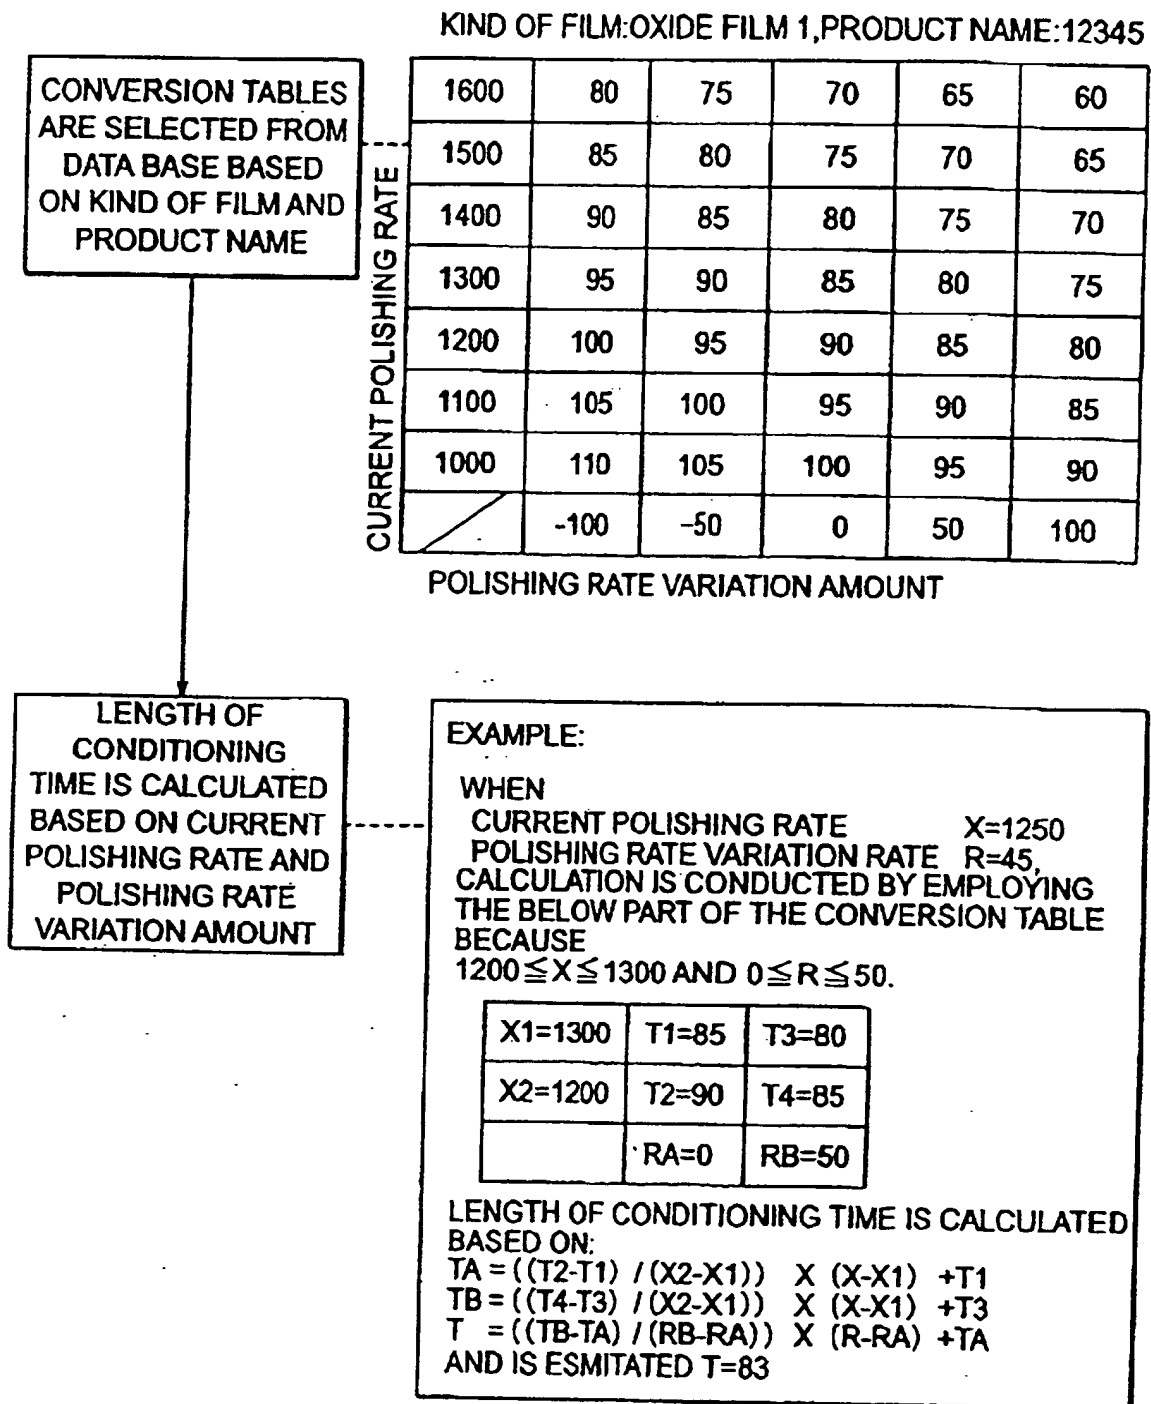 KIND OF FILM:OXIDE FILM 1,PRODUCT NAME:12345
CONVERSION TABLES
ARE SELECTED FROM
DATA BASE BASED
ON KIND OF FILM AND
PRODUCT NAME
CURRENT POLISHING RATE
1600 80 75 70 65 60
1500 85 80 75 70 65
1400 90 85 80 75 70
1300 95 90 85 80 75
1200 100 95 90 85 80
1100 105 100 95 90 85
1000 110 105 100 95 90
-100 -50 0 50 100
POLISHING RATE VARIATION AMOUNT
LENGTH OF
CONDITIONING
TIME IS CALCULATED
BASED ON CURRENT
POLISHING RATE AND
POLISHING RATE
VARIATION AMOUNT
EXAMPLE:
WHEN
CURRENT POLISHING RATE X=1250
POLISHING RATE VARIATION RATE R=45,
CALCULATION IS CONDUCTED BY EMPLOYING
THE BELOW PART OF THE CONVERSION TABLE
BECAUSE
1200≦X≦1300 AND 0≦R≦50.
X1=1300 T1=85 T3=80
X2=1200 T2=90 T4=85
RA=0 RB=50
LENGTH OF CONDITIONING TIME IS CALCULATED
BASED ON:
TA = ((T2-T1) / (X2-X1)) X (X-X1) +T1
TB = ((T4-T3) / (X2-X1)) X (X-X1) +T3
T = ((TB-TA) / (RB-RA)) X (R-RA) +TA
AND IS ESMITATED T=83